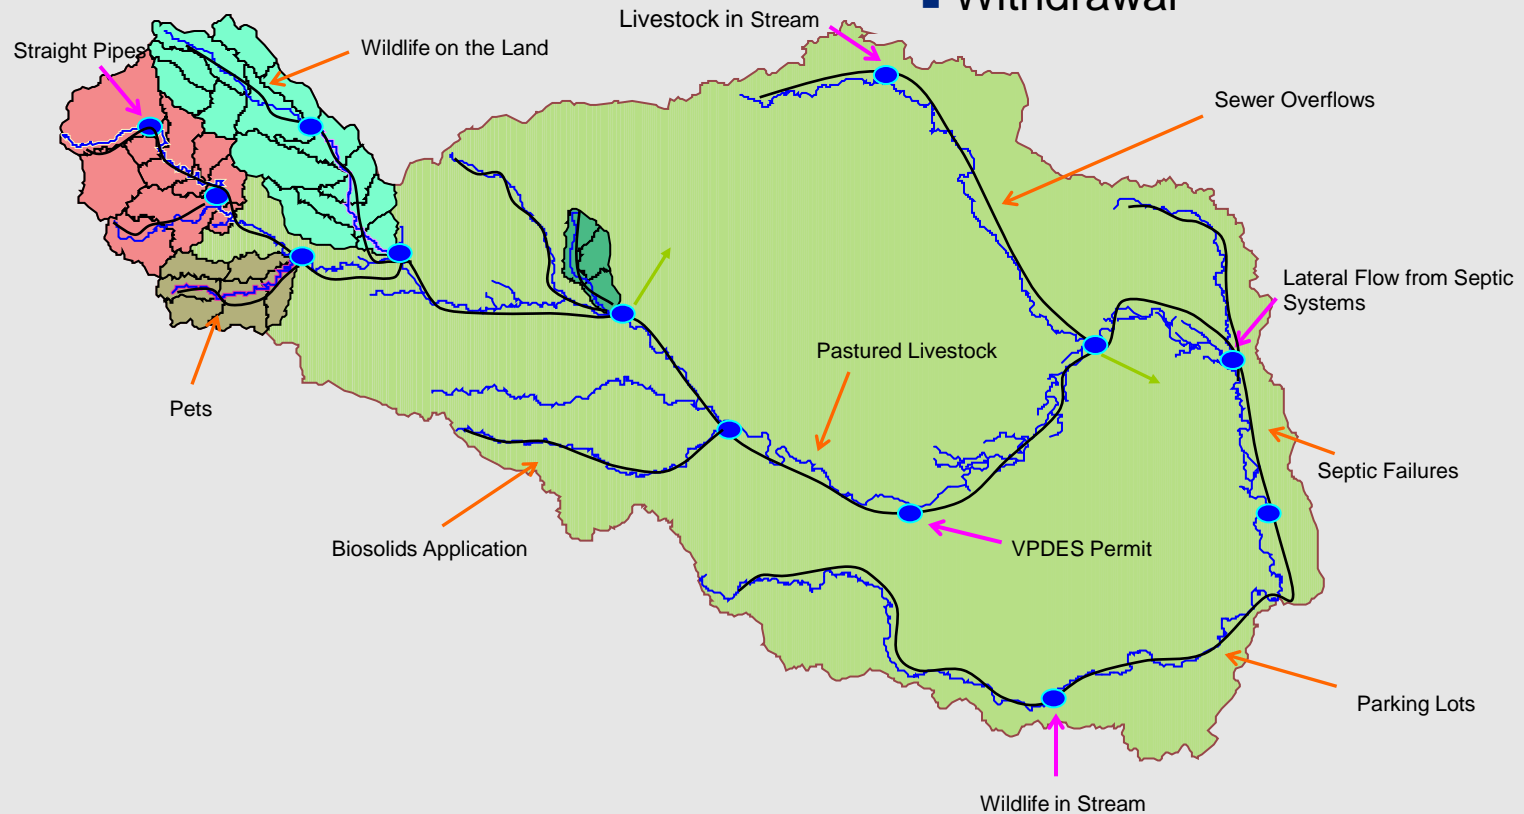 Withdrawal
Livestock in Stream
Straight Pipes
Wildlife on the Land
Sewer Overflows
Lateral Flow from Septic
Systems
Pastured Livestock
Pets
Septic Failures
Biosolids Application
VPDES Permit
Parking Lots
Wildlife in Stream